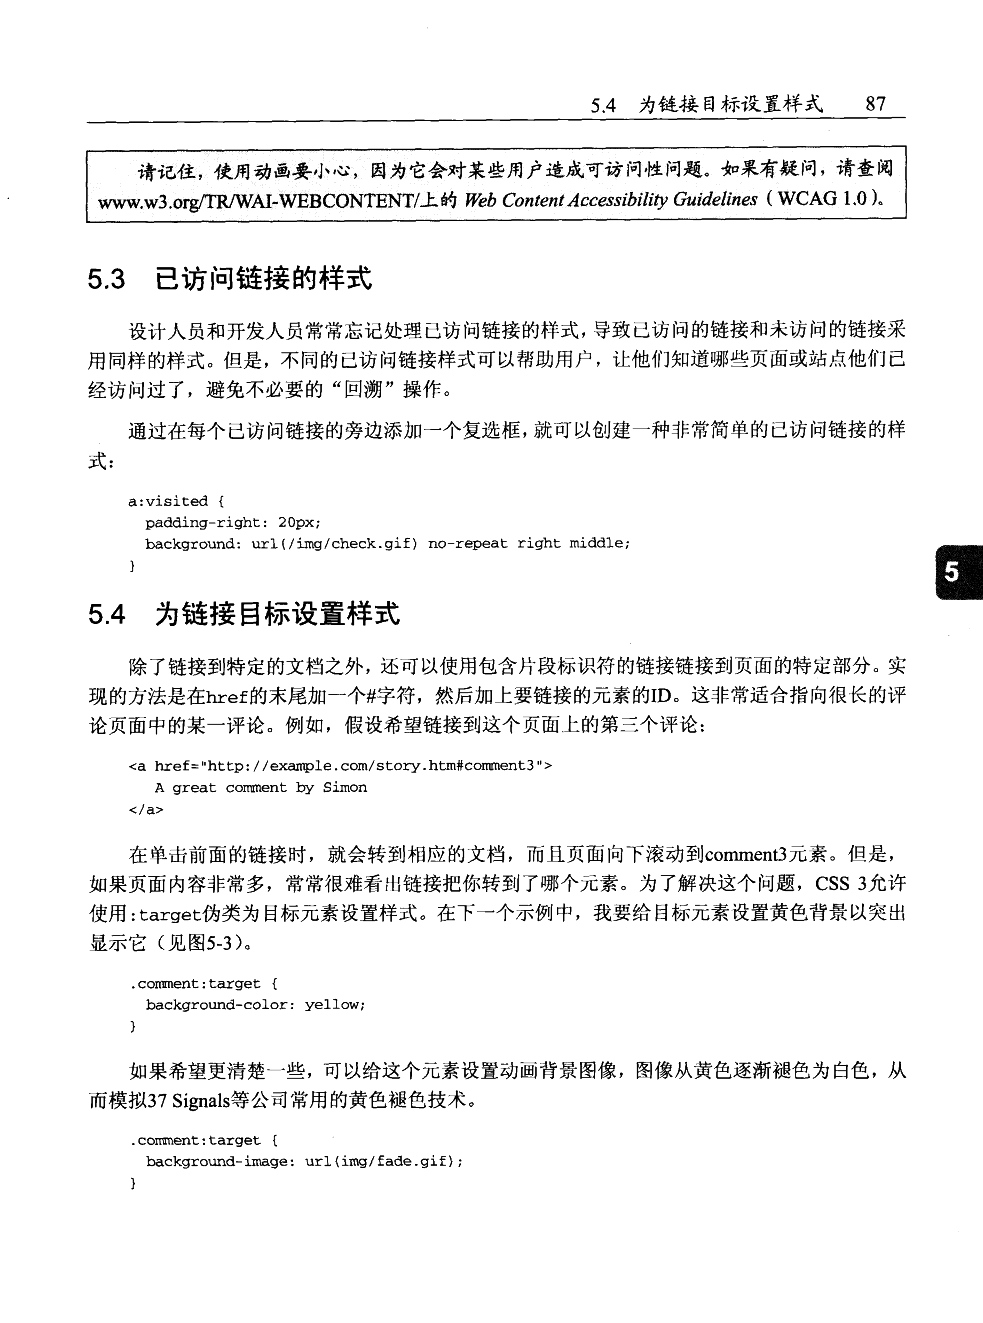 5.4 为链接目标设置样式 87
请记住，使用动画要小心，因为它会对某些用户造成可访问性问题。如果有疑问，请查阅
www.w3.org/TR/WAI-WEBCONTENT/上的 Web Content Accessibility Guidelines（WCAG 1.0）。
5.3 已访问链接的样式
设计人员和开发人员常常忘记处理已访问链接的样式，导致已访问的链接和未访问的链接采
用同样的样式。但是，不同的已访问链接样式可以帮助用户，让他们知道哪些页面或站点他们已
经访问过了，避免不必要的“回溯”操作。
通过在每个已访问链接的旁边添加一个复选框，就可以创建一种非常简单的已访问链接的样
式：
a:visited {
padding-right: 20px;
background: url(/img/check.gif) no-repeat right middle;
}
5
5.4 为链接目标设置样式
除了链接到特定的文档之外，还可以使用包含片段标识符的链接链接到页面的特定部分。实
现的方法是在href的末尾加一个#字符，然后加上要链接的元素的ID。这非常适合指向很长的评
论页面中的某一评论。例如，假设希望链接到这个页面上的第三个评论：
<a href="http://example.com/story.htm#comment3">
A great comment by Simon
</a>
在单击前面的链接时，就会转到相应的文档，而且页面向下滚动到comment3元素。但是，
如果页面内容非常多，常常很难看出链接把你转到了哪个元素。为了解决这个问题，CSS 3允许
使用:target伪类为目标元素设置样式。在下一个示例中，我要给目标元素设置黄色背景以突出
显示它（见图5-3）。
.comment:target {
background-color: yellow;
}
如果希望更清楚一些，可以给这个元素设置动画背景图像，图像从黄色逐渐褪色为白色，从
而模拟37 Signals等公司常用的黄色褪色技术。
.comment:target {
background-image: url(img/fade.gif);
}